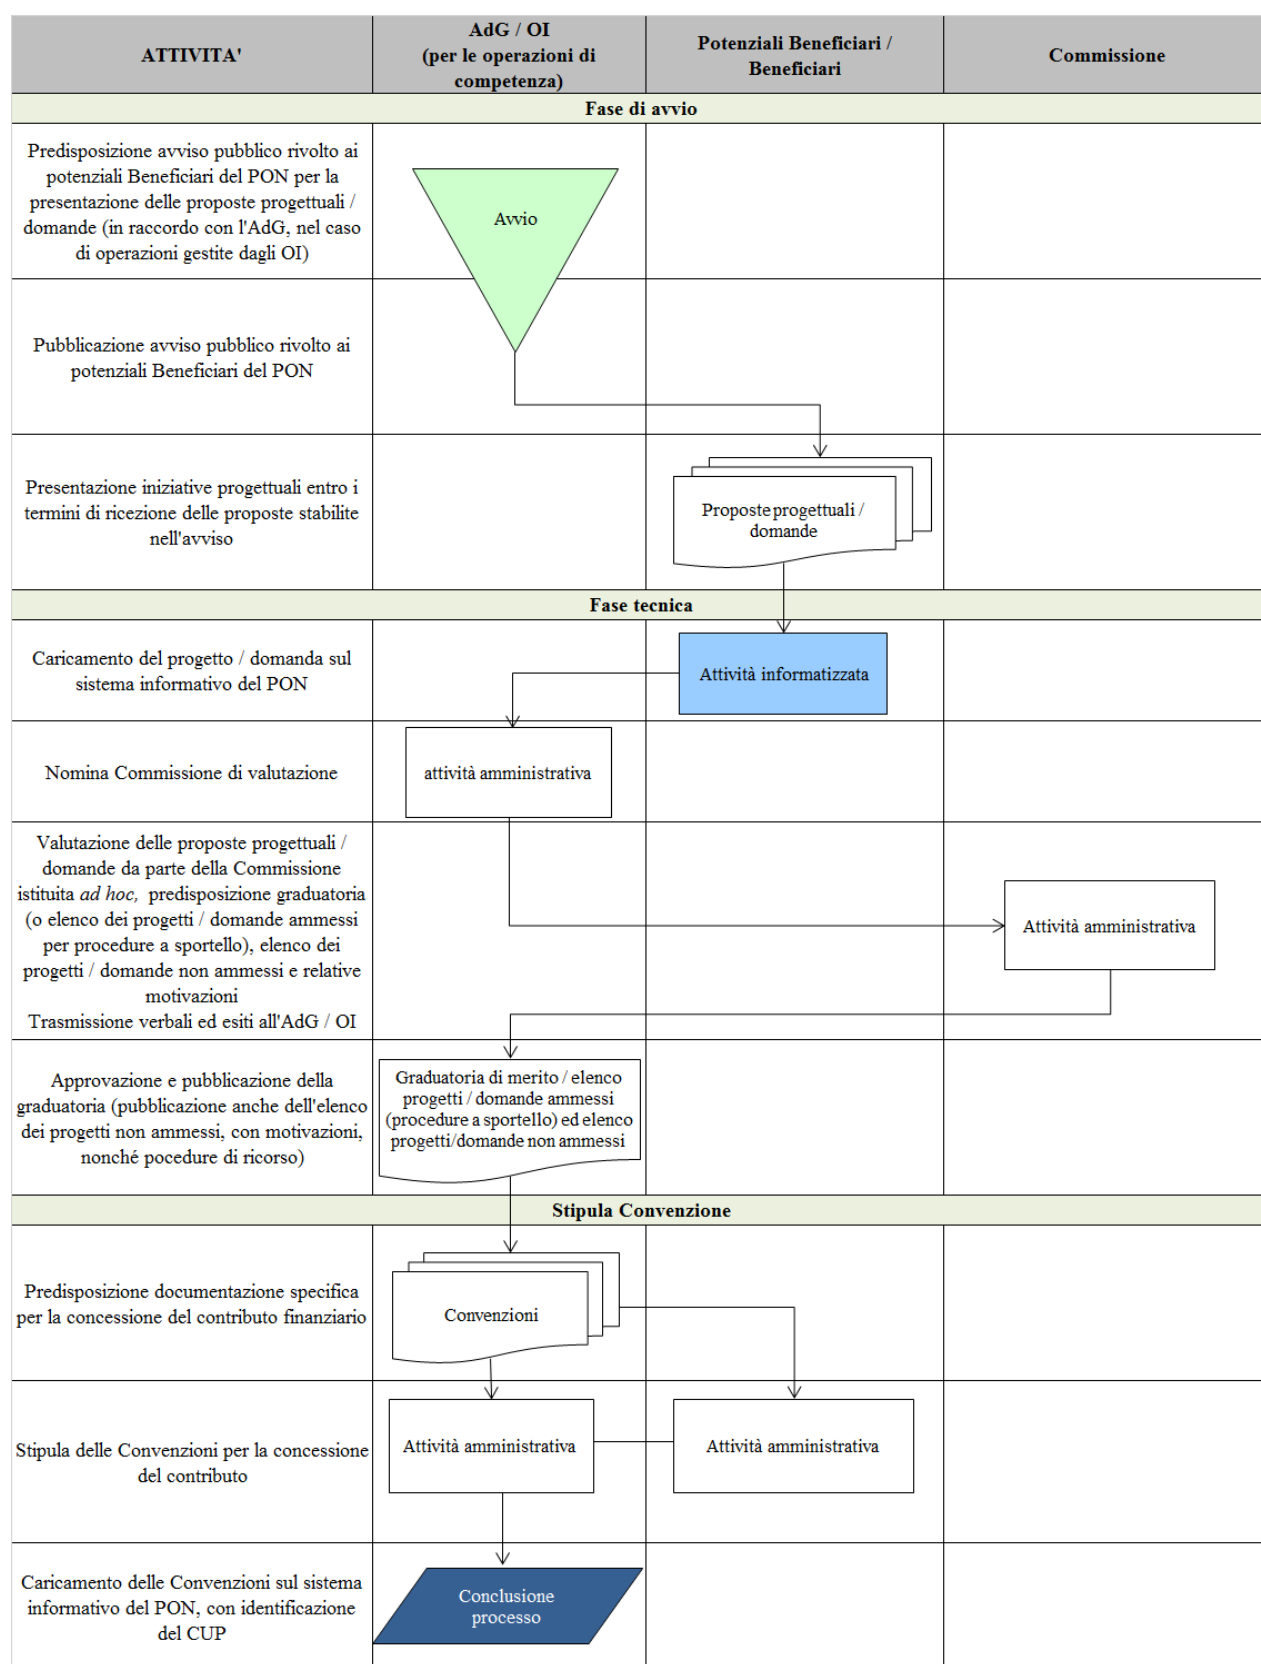 ATTIVITA'
AdG / OI
(per le operazioni di
competenza)
Potenziali Beneficiari /
Beneficiari
Commissione
Fase di avvio
Predisposizione avviso pubblico rivolto ai
potenziali Beneficiari del PON per la
presentazione delle proposte progettuali /
domande (in raccordo con l'AdG, nel caso
di operazioni gestite dagli OI)
Avvio
Pubblicazione avviso pubblico rivolto ai
potenziali Beneficiari del PON
Presentazione iniziative progettuali entro i
termini di ricezione delle proposte stabilite
nell'avviso
Proposte progettuali /
domande
Fase tecnica
Caricamento del progetto / domanda sul
sistema informativo del PON
Attività informatizzata
Nomina Commissione di valutazione
attività amministrativa
Valutazione delle proposte progettuali /
domande da parte della Commissione
istituita ad hoc, predisposizione graduatoria
(o elenco dei progetti / domande ammessi
per procedure a sportello), elenco dei
progetti / domande non ammessi e relative
motivazioni
Trasmissione verbali ed esiti all'AdG / OI
Attività amministrativa
Approvazione e pubblicazione della
graduatoria (pubblicazione anche dell'elenco
dei progetti non ammessi, con motivazioni,
nonché pocedure di ricorso)
Graduatoria di merito / elenco
progetti / domande ammessi
(procedure a sportello) ed elenco
progetti/domande non ammessi
Stipula Convenzione
Predisposizione documentazione specifica
per la concessione del contributo finanziario
Convenzioni
Stipula delle Convenzioni per la concessione
del contributo
Attività amministrativa
Attività amministrativa
Caricamento delle Convenzioni sul sistema
informativo del PON, con identificazione
del CUP
Conclusione
processo